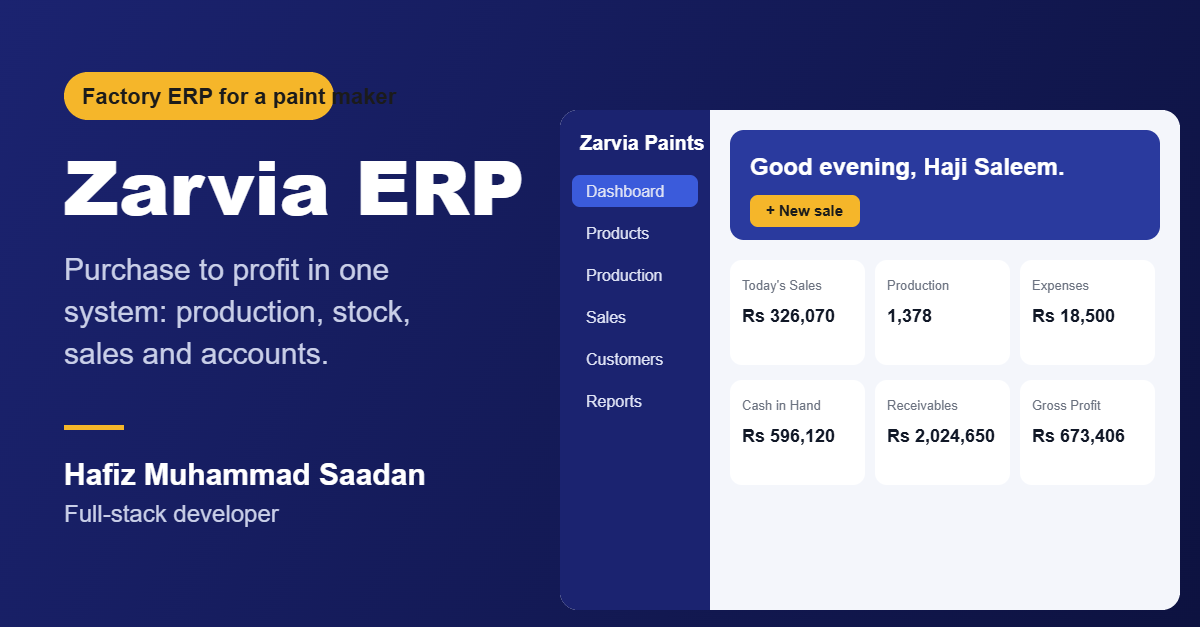 Factory ERP for a paint maker
Zarvia ERP
Purchase to profit in one
system: production, stock,
sales and accounts.
Hafiz Muhammad Saadan
Full-stack developer
Zarvia Paints
Dashboard
Products
Production
Sales
Customers
Reports
Good evening, Haji Saleem.
+ New sale
Today's Sales
Rs 326,070
Production
1,378
Expenses
Rs 18,500
Cash in Hand
Rs 596,120
Receivables
Rs 2,024,650
Gross Profit
Rs 673,406